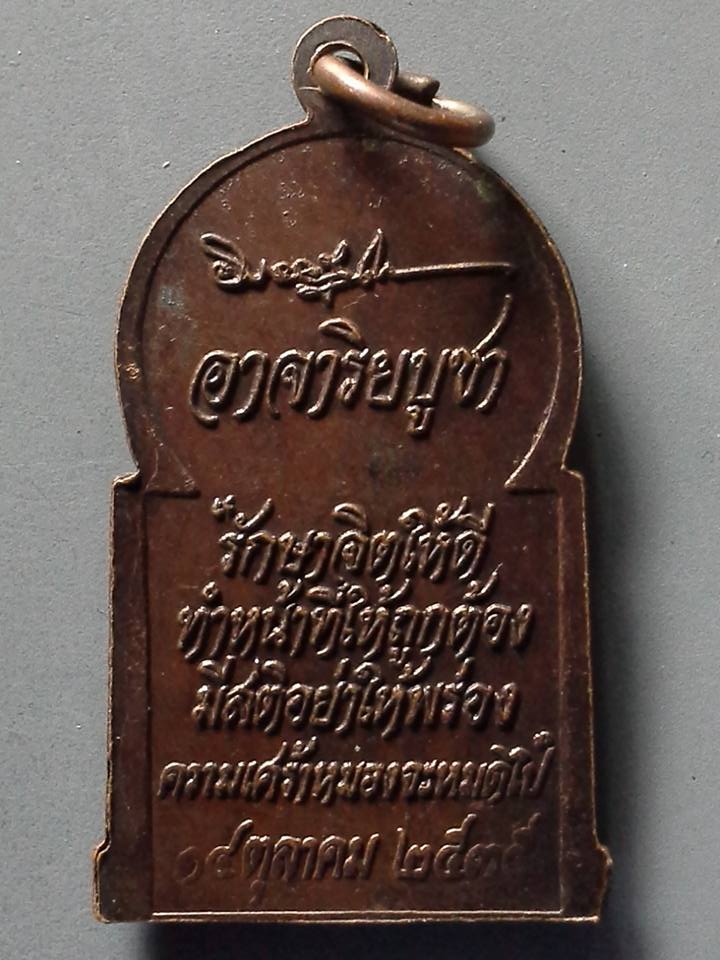 อาจาริยบูชา
"รักษาจิตให้ดี
ทำหน้าที่ให้ถูกต้อง
มีสติอย่าให้พร่อง
ความเศร้าหมองจะหมดไป"
๑๔ ตุลาคม ๒๕๓๕